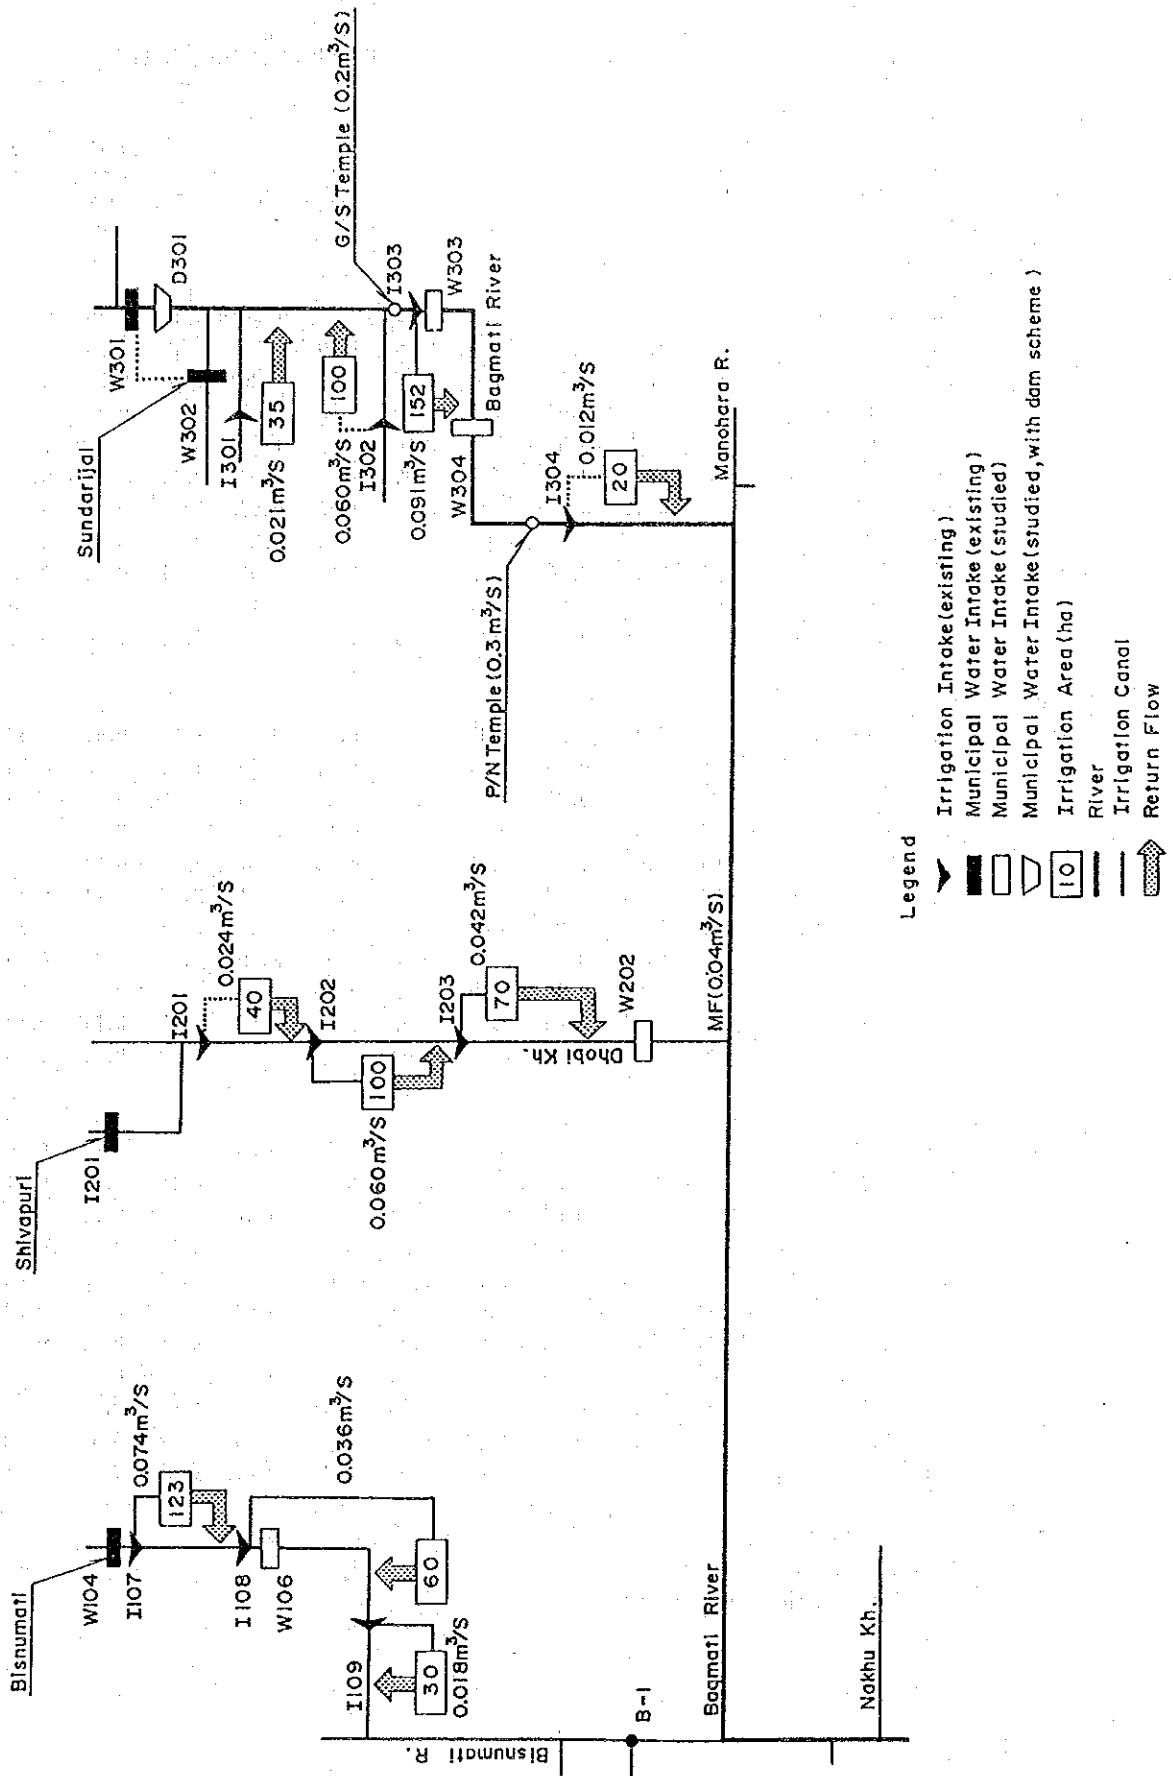 Bisnumati
W104
I107
0.074m³/S
123
I108
W106
0.036m³/S
60
I109
30
0.018m³/S
Bisnumati R.
B-1
Bagmati River
Nakhu Kh.
Shivapuri
I201
I201
0.024m³/S
40
I202
100
0.060m³/S
I203
0.042m³/S
70
Dhobi Kh.
W202
MF(0.04m³/S)
Sundarijal
W301
D301
W302
I301
35
0.021m³/S
100
0.060m³/S
I302
G/S Temple (0.2m³/S)
I303
W303
152
0.091m³/S
Bagmati River
W304
P/N Temple (0.3m³/S)
I304
0.012m³/S
20
Manohara R.
Legend
Irrigation Intake(existing)
Municipal Water Intake(existing)
Municipal Water Intake(studied)
Municipal Water Intake(studied, with dam scheme)
10 Irrigation Area(ha)
River
Irrigation Canal
Return Flow